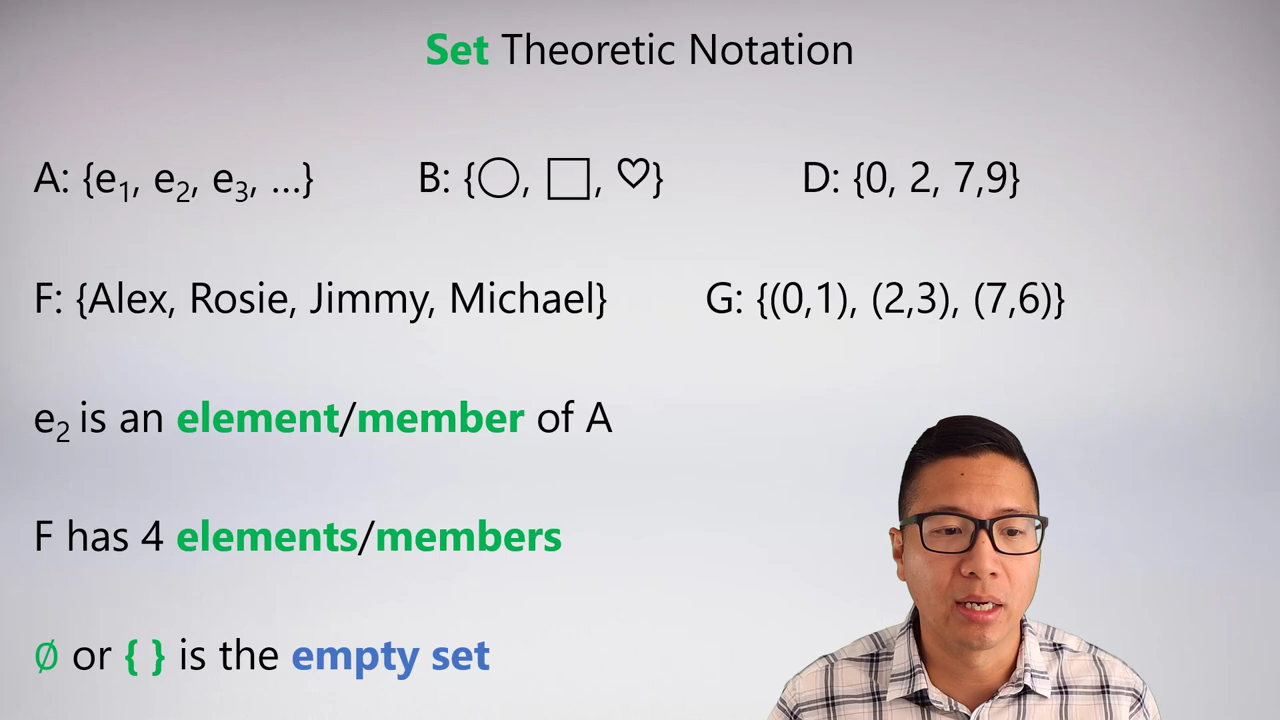 Set Theoretic Notation
A: {e₁, e₂, e₃, ...} B: {○, □, ♡} D: {0, 2, 7,9}
F: {Alex, Rosie, Jimmy, Michael} G: {(0,1), (2,3), (7,6)}
e₂ is an element/member of A
F has 4 elements/members
∅ or { } is the empty set